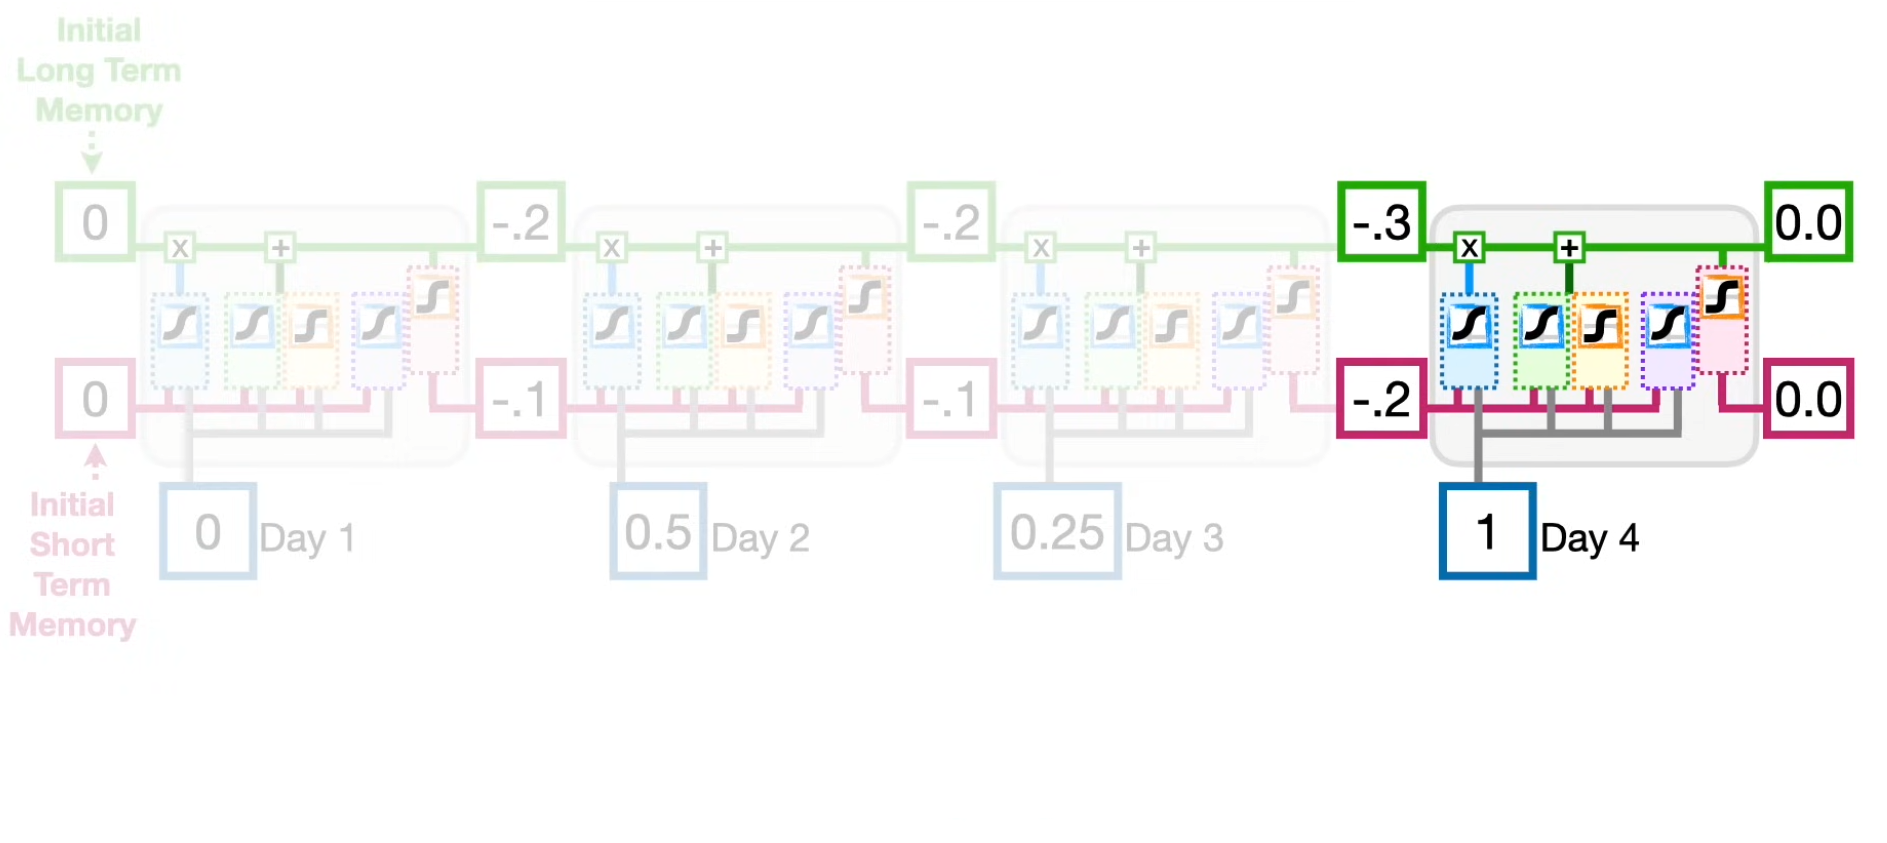 Initial
Long Term
Memory
0
-.2
-.2
-.3
0.0
x
+
x
+
x
+
x
+
0
-.1
-.1
-.2
0.0
Initial
Short
Term
Memory
0 Day 1
0.5 Day 2
0.25 Day 3
1 Day 4